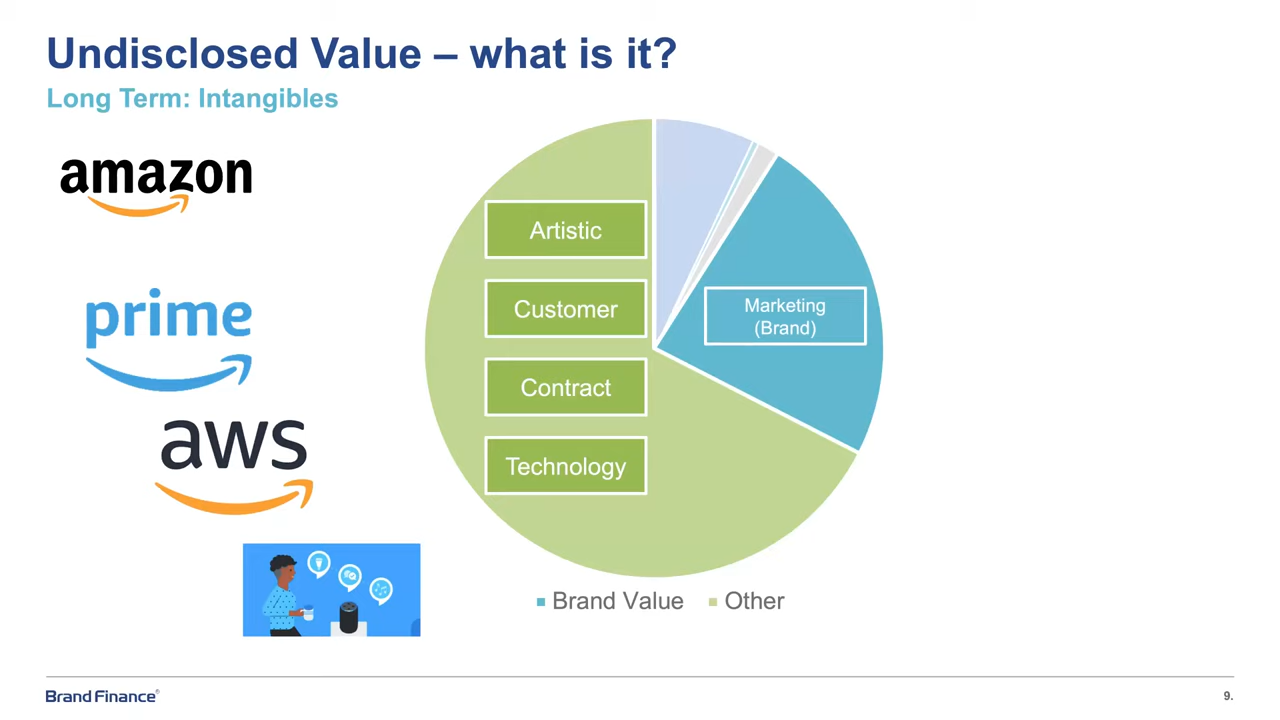 Undisclosed Value – what is it?
Long Term: Intangibles
amazon
prime
aws
Artistic
Customer
Contract
Technology
Marketing
(Brand)
Brand Value
Other
Brand Finance®
9.